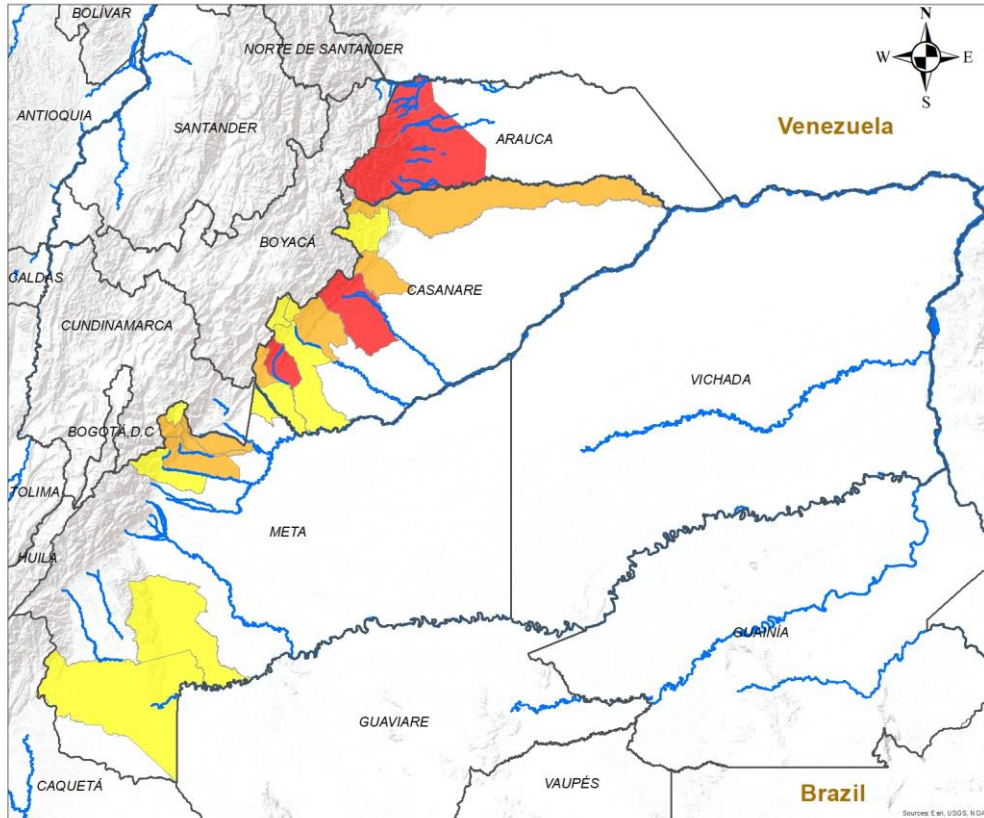 BOLÍVAR
NORTE DE SANTANDER
N
W E
S
ANTIOQUIA
SANTANDER
ARAUCA
Venezuela
BOYACÁ
CALDAS
CASANARE
CUNDINAMARCA
VICHADA
BOGOTÁ,D.C
TOLIMA
META
HUILA
GUAINÍA
GUAVIARE
CAQUETÁ
VAUPÉS
Brazil
Sources: Esri, USGS, NOA